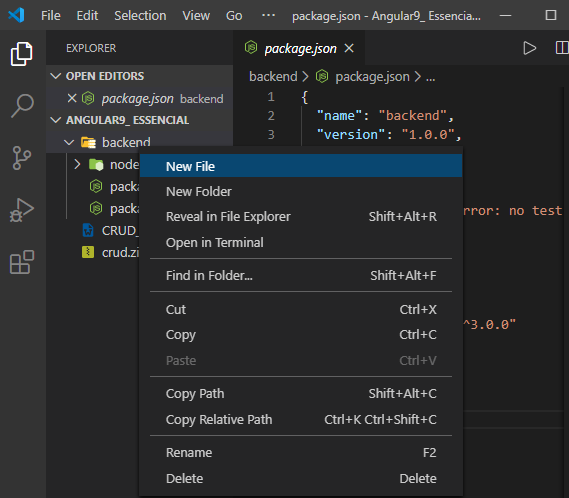 File Edit Selection View Go ··· package.json - Angular9_ Essencial ...
EXPLORER
OPEN EDITORS
package.json backend
ANGULAR9_ ESSENCIAL
backend
node
packa
packa
CRUD_
crud.zi
package.json
backend > package.json > ...
1 {
2 "name": "backend",
3 "version": "1.0.0",
rror: no test
^3.0.0"
New File
New Folder
Reveal in File Explorer Shift+Alt+R
Open in Terminal
Find in Folder... Shift+Alt+F
Cut Ctrl+X
Copy Ctrl+C
Paste Ctrl+V
Copy Path Shift+Alt+C
Copy Relative Path Ctrl+K Ctrl+Shift+C
Rename F2
Delete Delete